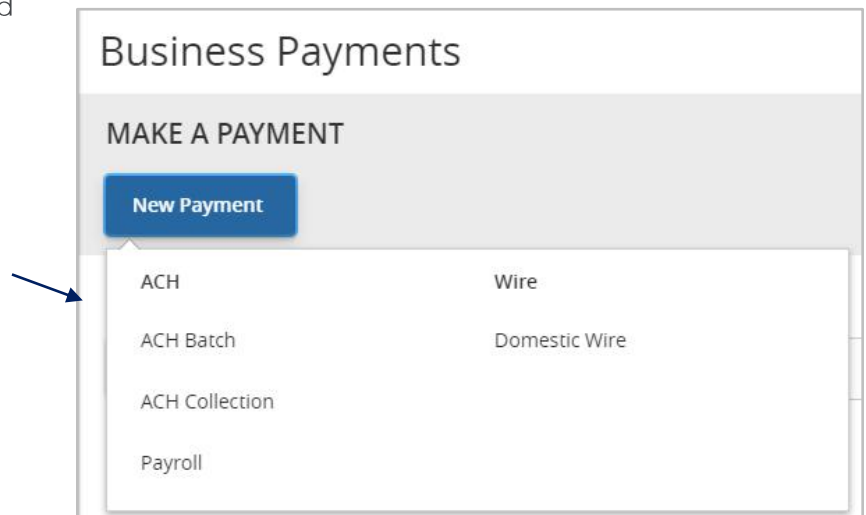 d
Business Payments
MAKE A PAYMENT
New Payment
ACH
Wire
ACH Batch
Domestic Wire
ACH Collection
Payroll